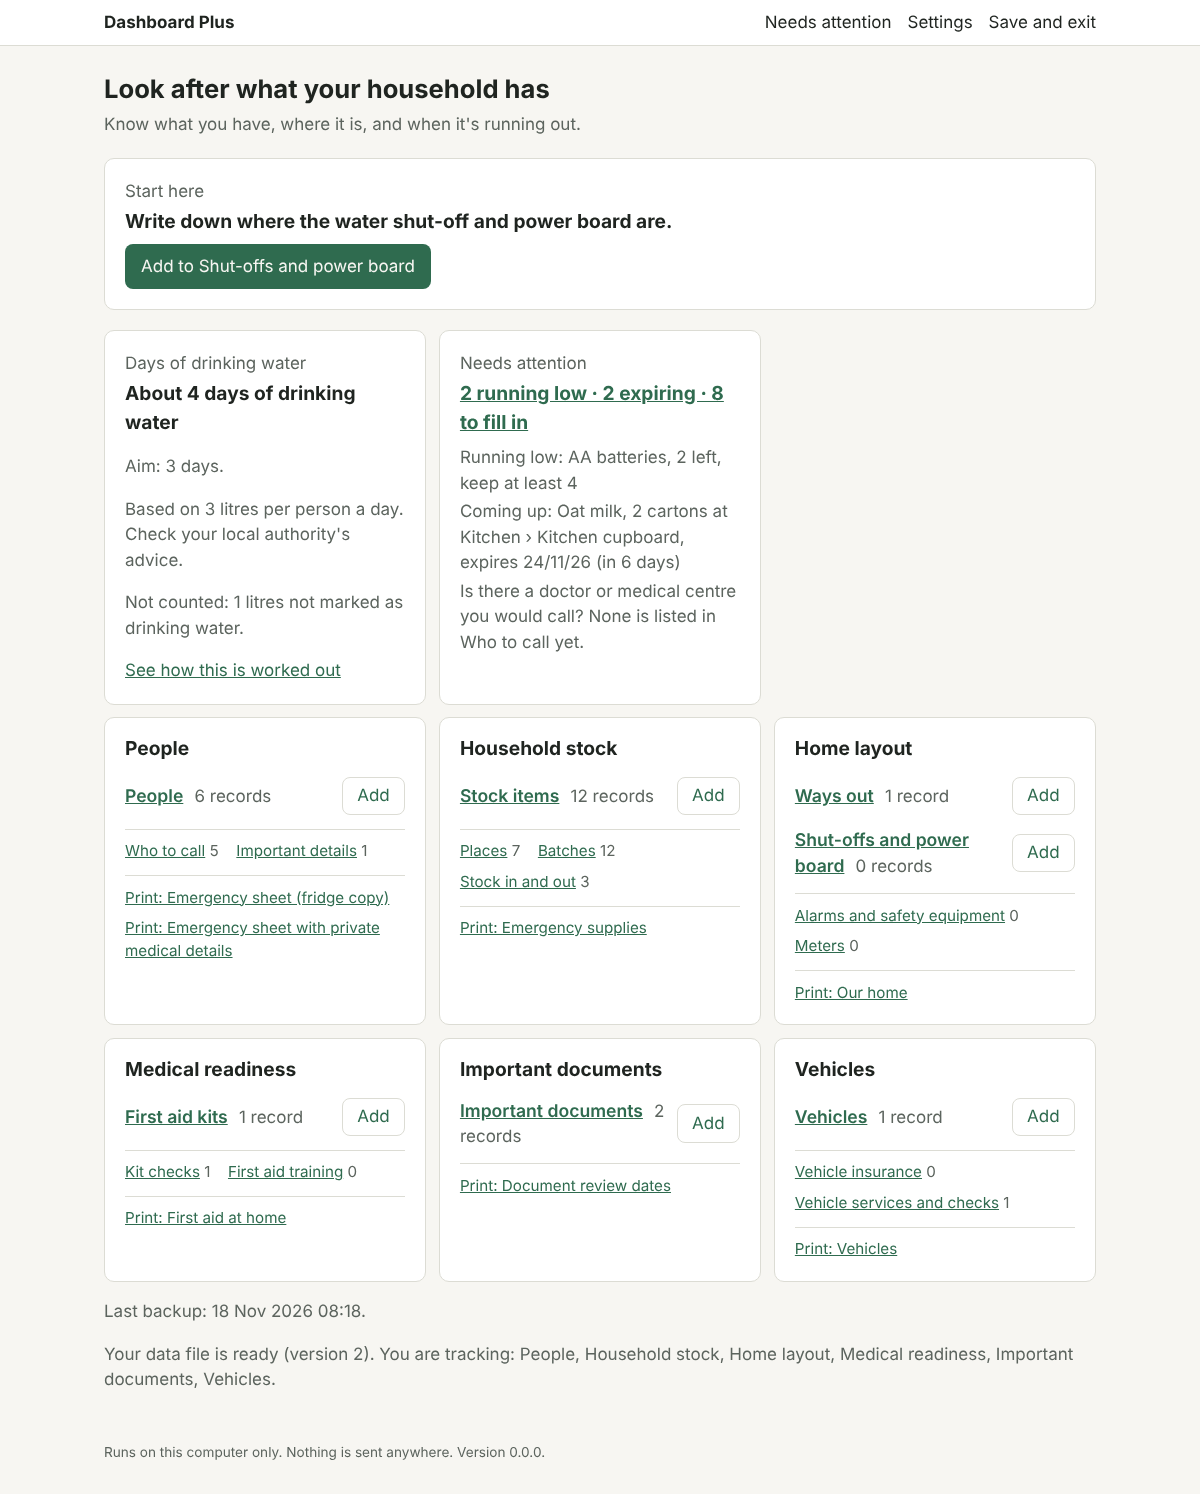 Dashboard Plus
Needs attention Settings Save and exit
Look after what your household has
Know what you have, where it is, and when it's running out.
Start here
Write down where the water shut-off and power board are.
Add to Shut-offs and power board
Days of drinking water
About 4 days of drinking
water
Aim: 3 days.
Based on 3 litres per person a day.
Check your local authority's
advice.
Not counted: 1 litres not marked as
drinking water.
See how this is worked out
Needs attention
2 running low · 2 expiring · 8
to fill in
Running low: AA batteries, 2 left,
keep at least 4
Coming up: Oat milk, 2 cartons at
Kitchen › Kitchen cupboard,
expires 24/11/26 (in 6 days)
Is there a doctor or medical centre
you would call? None is listed in
Who to call yet.
People
People 6 records Add
Who to call 5 Important details 1
Print: Emergency sheet (fridge copy)
Print: Emergency sheet with private
medical details
Household stock
Stock items 12 records Add
Places 7 Batches 12
Stock in and out 3
Print: Emergency supplies
Home layout
Ways out 1 record Add
Shut-offs and power
board 0 records Add
Alarms and safety equipment 0
Meters 0
Print: Our home
Medical readiness
First aid kits 1 record Add
Kit checks 1 First aid training 0
Print: First aid at home
Important documents
Important documents 2
records Add
Print: Document review dates
Vehicles
Vehicles 1 record Add
Vehicle insurance 0
Vehicle services and checks 1
Print: Vehicles
Last backup: 18 Nov 2026 08:18.
Your data file is ready (version 2). You are tracking: People, Household stock, Home layout, Medical readiness, Important
documents, Vehicles.
Runs on this computer only. Nothing is sent anywhere. Version 0.0.0.